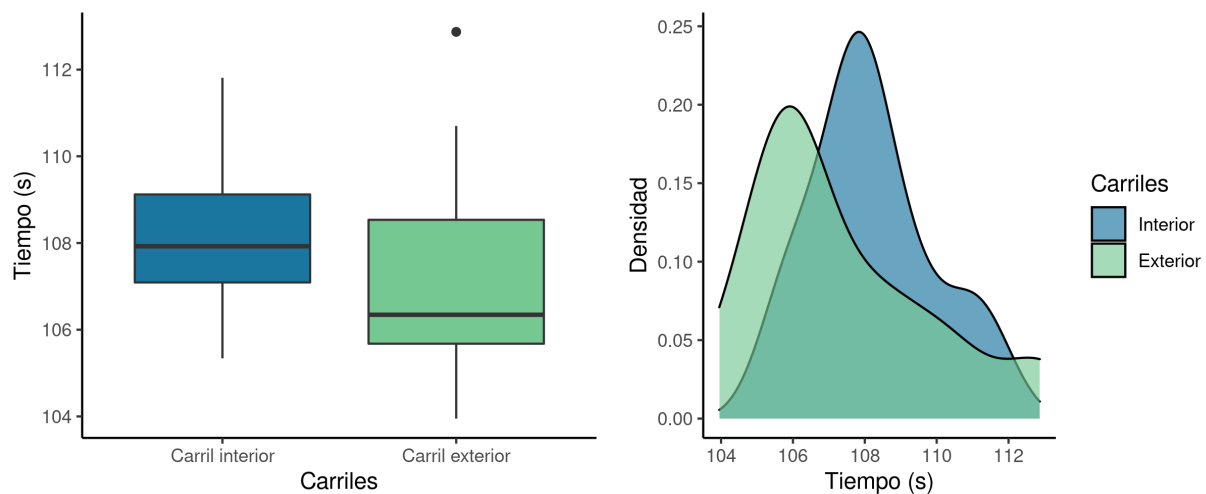 Tiempo (s)
112
110
108
106
104
Carril interior
Carril exterior
Carriles
Densidad
0.25
0.20
0.15
0.10
0.05
0.00
104
106
108
110
112
Tiempo (s)
Carriles
Interior
Exterior